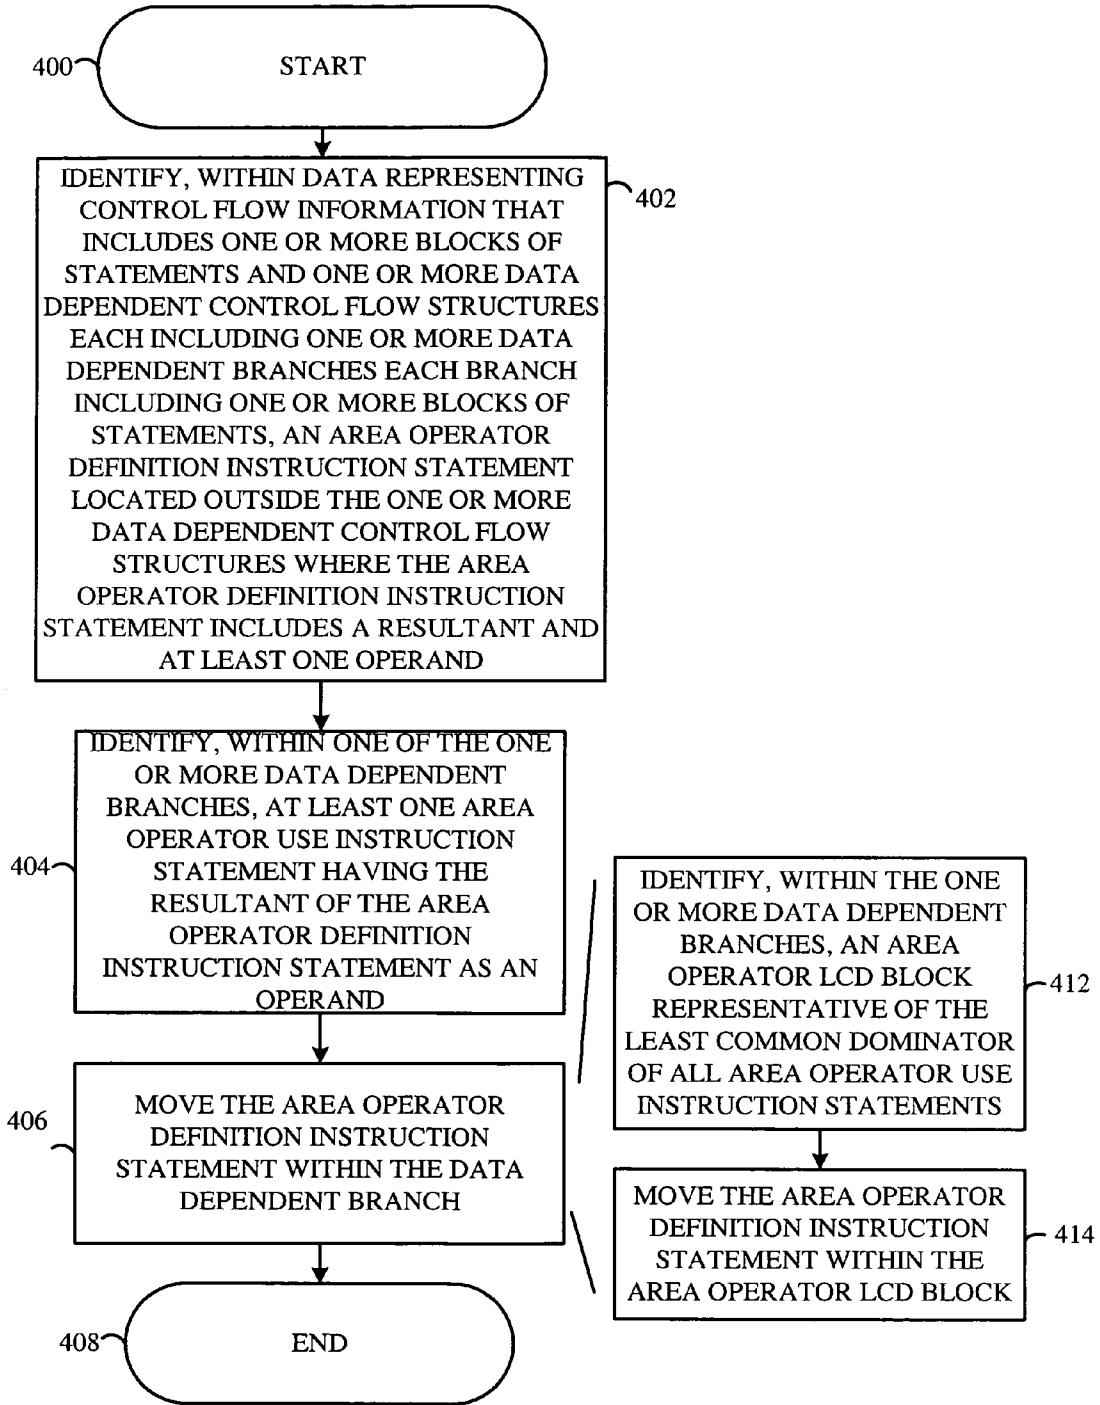 400
START
IDENTIFY, WITHIN DATA REPRESENTING
CONTROL FLOW INFORMATION THAT
INCLUDES ONE OR MORE BLOCKS OF
STATEMENTS AND ONE OR MORE DATA
DEPENDENT CONTROL FLOW STRUCTURES
EACH INCLUDING ONE OR MORE DATA
DEPENDENT BRANCHES EACH BRANCH
INCLUDING ONE OR MORE BLOCKS OF
STATEMENTS, AN AREA OPERATOR
DEFINITION INSTRUCTION STATEMENT
LOCATED OUTSIDE THE ONE OR MORE
DATA DEPENDENT CONTROL FLOW
STRUCTURES WHERE THE AREA
OPERATOR DEFINITION INSTRUCTION
STATEMENT INCLUDES A RESULTANT AND
AT LEAST ONE OPERAND
402
IDENTIFY, WITHIN ONE OF THE ONE
OR MORE DATA DEPENDENT
BRANCHES, AT LEAST ONE AREA
OPERATOR USE INSTRUCTION
STATEMENT HAVING THE
RESULTANT OF THE AREA
OPERATOR DEFINITION
INSTRUCTION STATEMENT AS AN
OPERAND
404
MOVE THE AREA OPERATOR
DEFINITION INSTRUCTION
STATEMENT WITHIN THE DATA
DEPENDENT BRANCH
406
IDENTIFY, WITHIN THE ONE
OR MORE DATA DEPENDENT
BRANCHES, AN AREA
OPERATOR LCD BLOCK
REPRESENTATIVE OF THE
LEAST COMMON DOMINATOR
OF ALL AREA OPERATOR USE
INSTRUCTION STATEMENTS
412
MOVE THE AREA OPERATOR
DEFINITION INSTRUCTION
STATEMENT WITHIN THE
AREA OPERATOR LCD BLOCK
414
408
END